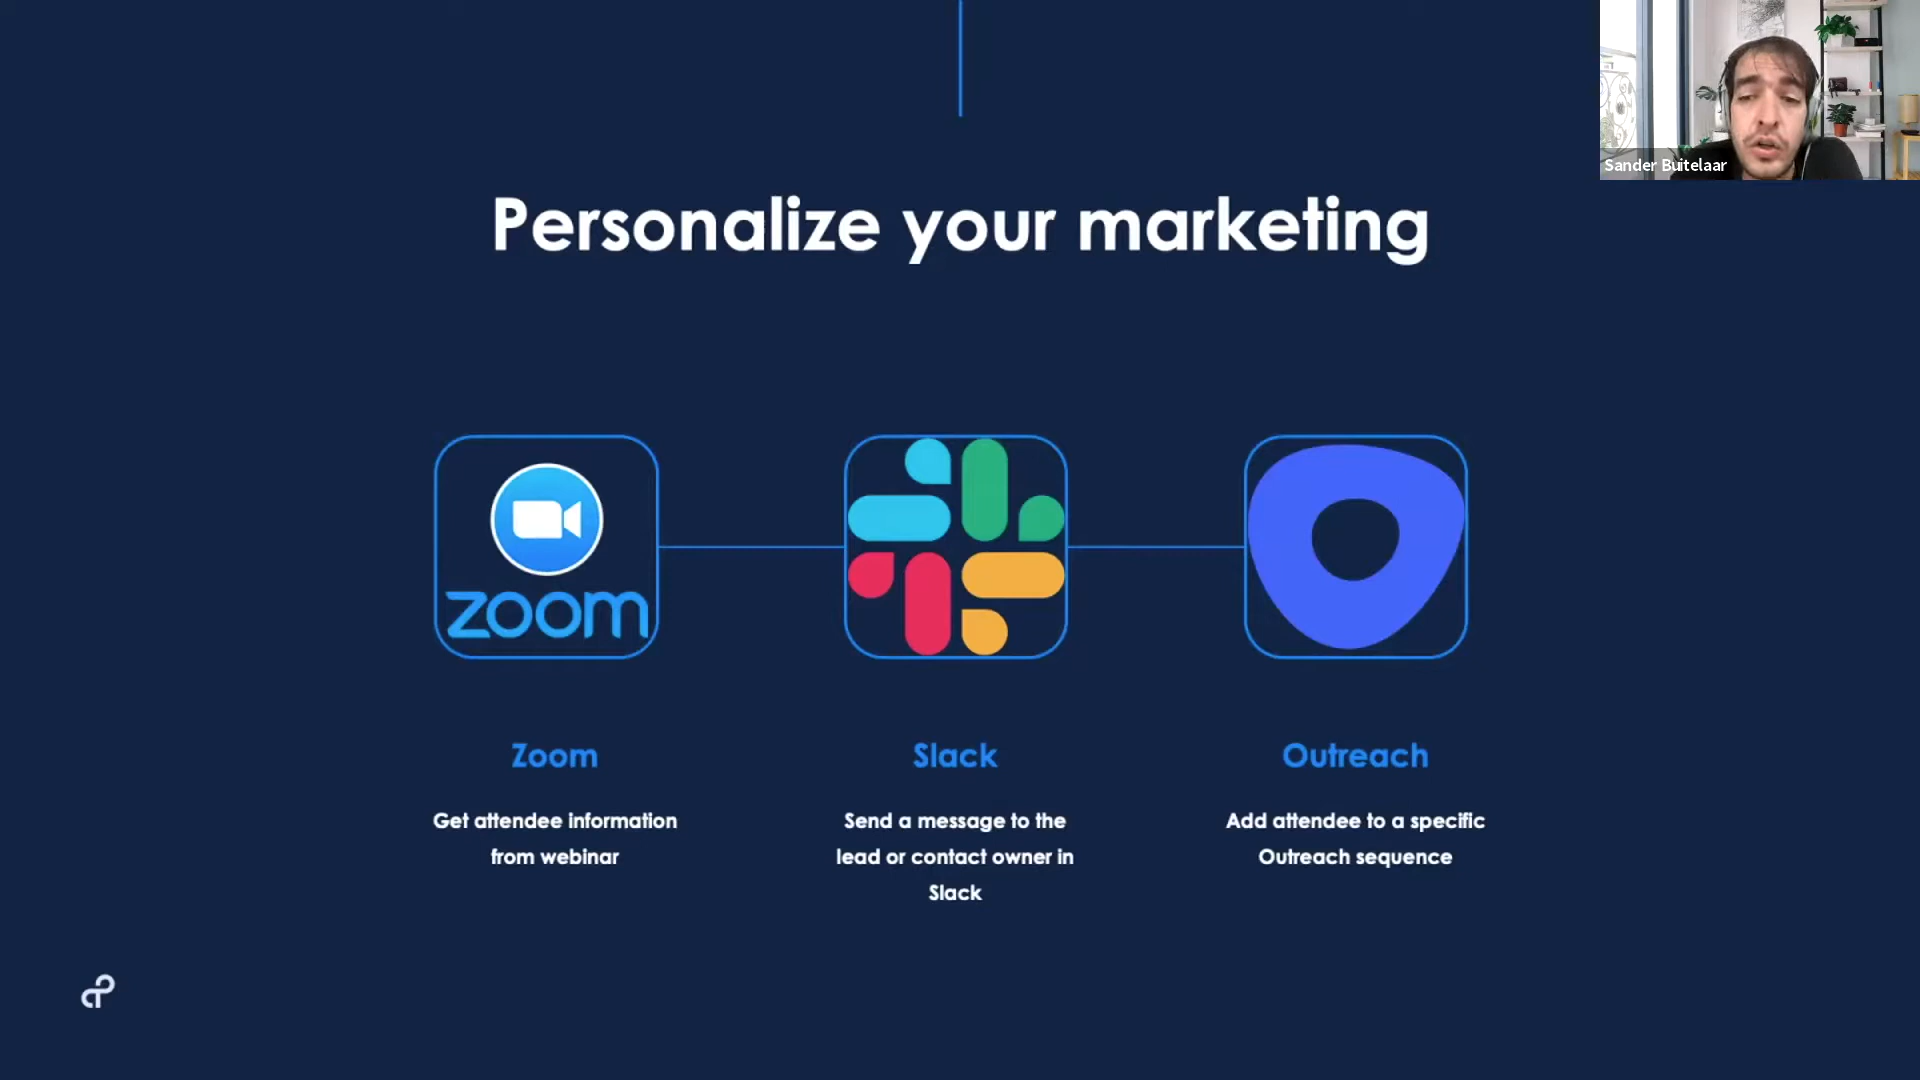 Sander Buitelaar
Personalize your marketing
zoom
Zoom
Get attendee information
from webinar
Slack
Send a message to the
lead or contact owner in
Slack
Outreach
Add attendee to a specific
Outreach sequence